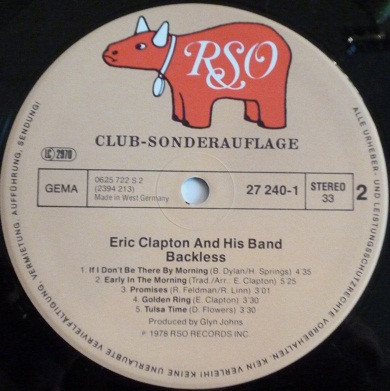 RSO
CLUB-SONDERAUFLAGE
LC 2970
GEMA
0625 722 S 2
(2394 213)
Made in West Germany
27 240-1
STEREO
33
2
Eric Clapton And His Band
Backless
1. If I Don't Be There By Morning (B. Dylan/H. Springs) 4'35
2. Early In The Morning (Trad./Arr.: E. Clapton) 5'25
3. Promises (R. Feldman/R. Linn) 3'01
4. Golden Ring (E. Clapton) 3'30
5. Tulsa Time (D. Flowers) 3'30
Produced by Glyn Johns
℗ 1978 RSO RECORDS INC.
ALLE URHEBER- UND LEISTUNGSSCHUTZRECHTE VORBEHALTEN. KEIN VERLEIH! KEINE UNERLAUBTE VERVIELFÄLTIGUNG, VERMIETUNG, AUFFÜHRUNG, SENDUNG!